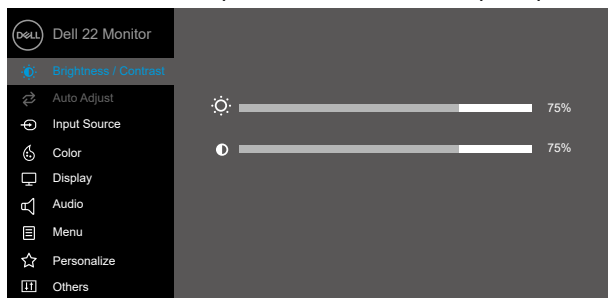 DELL Dell 22 Monitor
Brightness / Contrast
Auto Adjust
Input Source
Color
Display
Audio
Menu
Personalize
Others
75%
75%